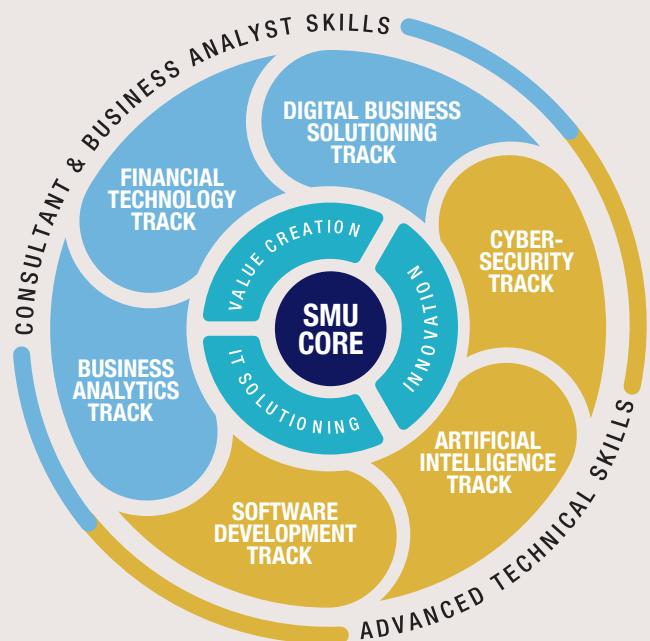 CONSULTANT & BUSINESS ANALYST SKILLS
DIGITAL BUSINESS
SOLUTIONING
TRACK
FINANCIAL
TECHNOLOGY
TRACK
CYBER-
SECURITY
TRACK
VALUE CREATION
INNOVATION
SMU
CORE
IT SOLUTIONING
BUSINESS
ANALYTICS
TRACK
ARTIFICIAL
INTELLIGENCE
TRACK
SOFTWARE
DEVELOPMENT
TRACK
ADVANCED TECHNICAL SKILLS